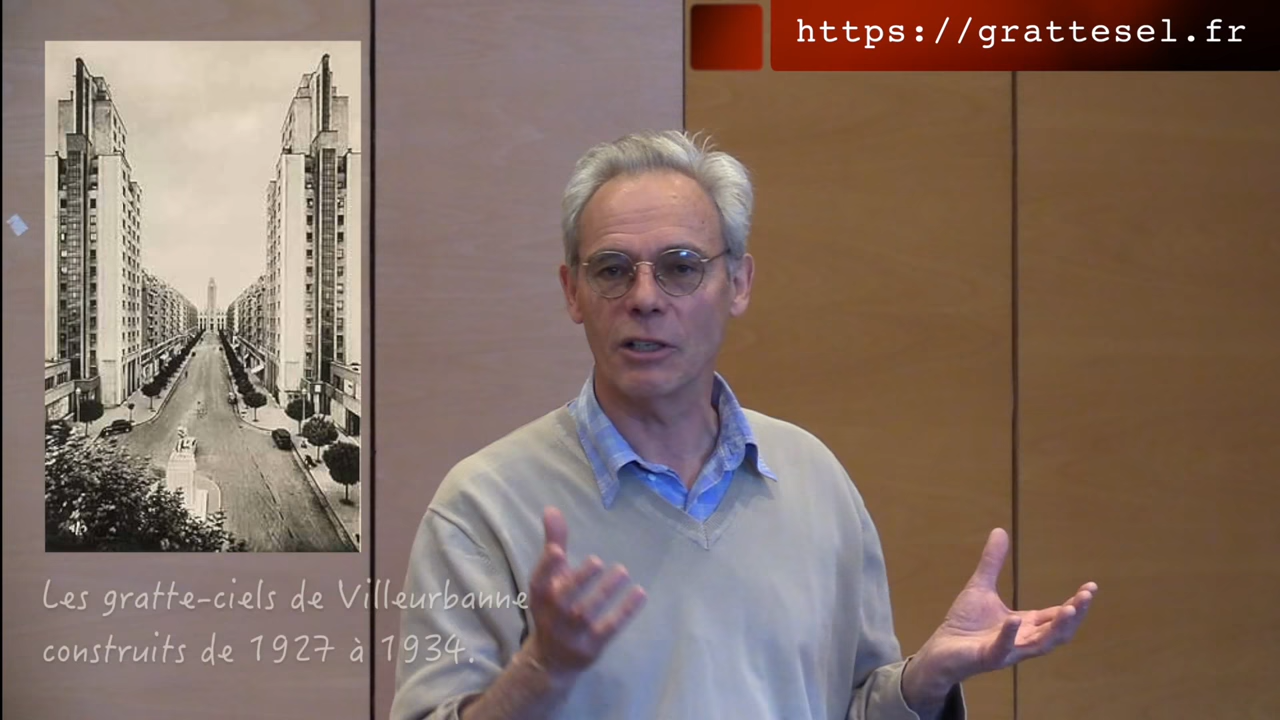 https://grattesel.fr
Les gratte-ciels de Villeurbanne
construits de 1927 à 1934.